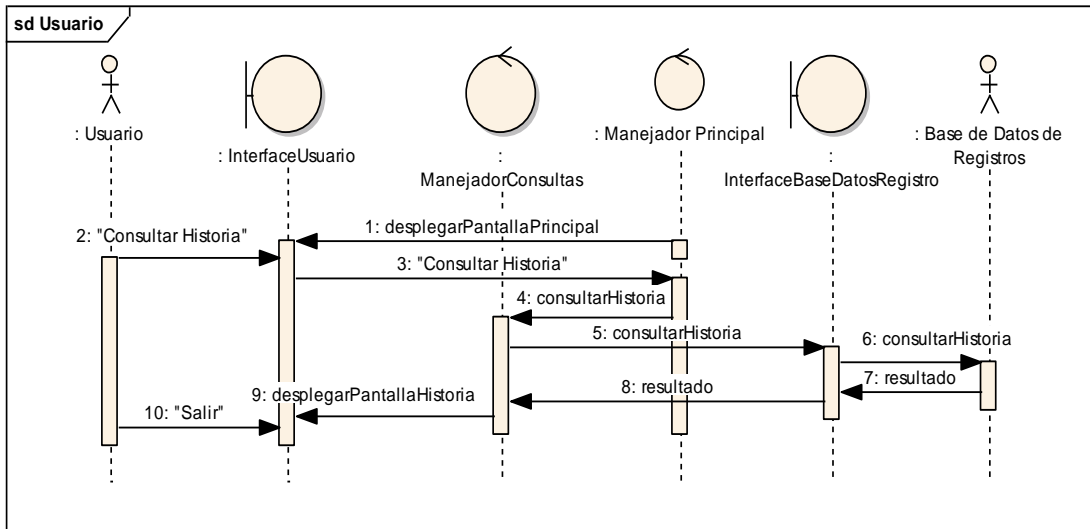 sd Usuario
: Usuario
: InterfaceUsuario
:
ManejadorConsultas
: Manejador Principal
:
InterfaceBaseDatosRegistro
: Base de Datos de
Registros
1: desplegarPantallaPrincipal
2: "Consultar Historia"
3: "Consultar Historia"
4: consultarHistoria
5: consultarHistoria
6: consultarHistoria
7: resultado
8: resultado
9: desplegarPantallaHistoria
10: "Salir"